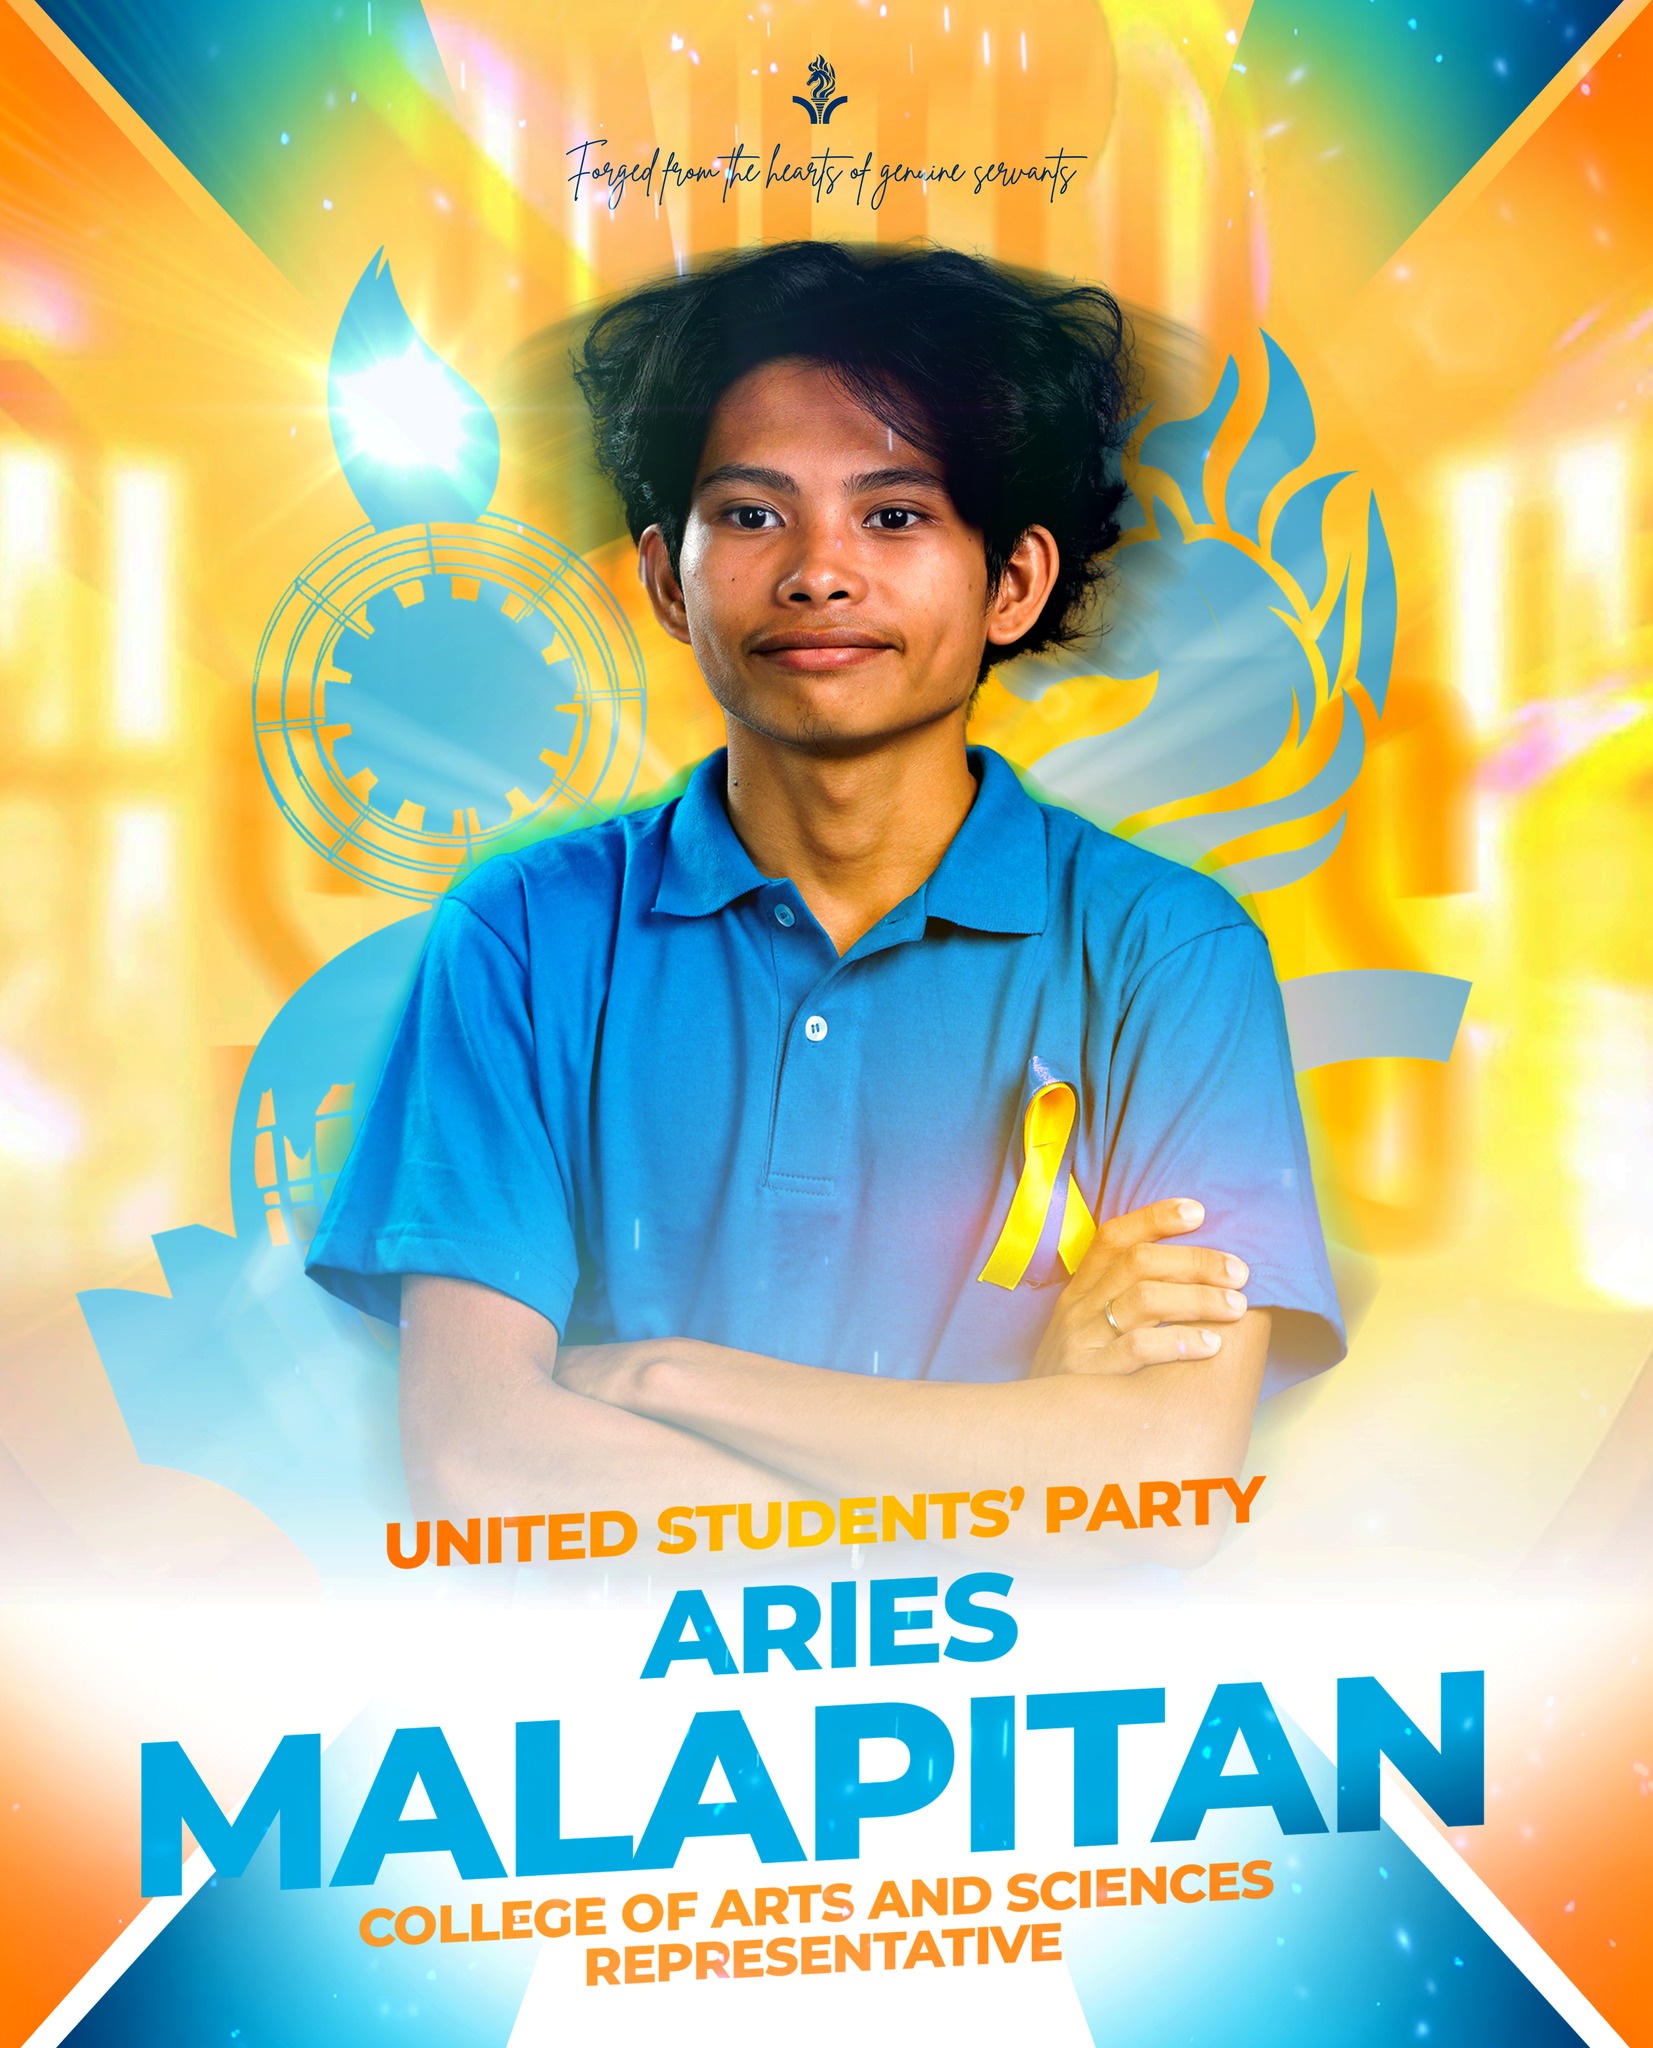 Forged from the hearts of genuine servants
UNITED STUDENTS’ PARTY
ARIES
MALAPITAN
COLLEGE OF ARTS AND SCIENCES
REPRESENTATIVE